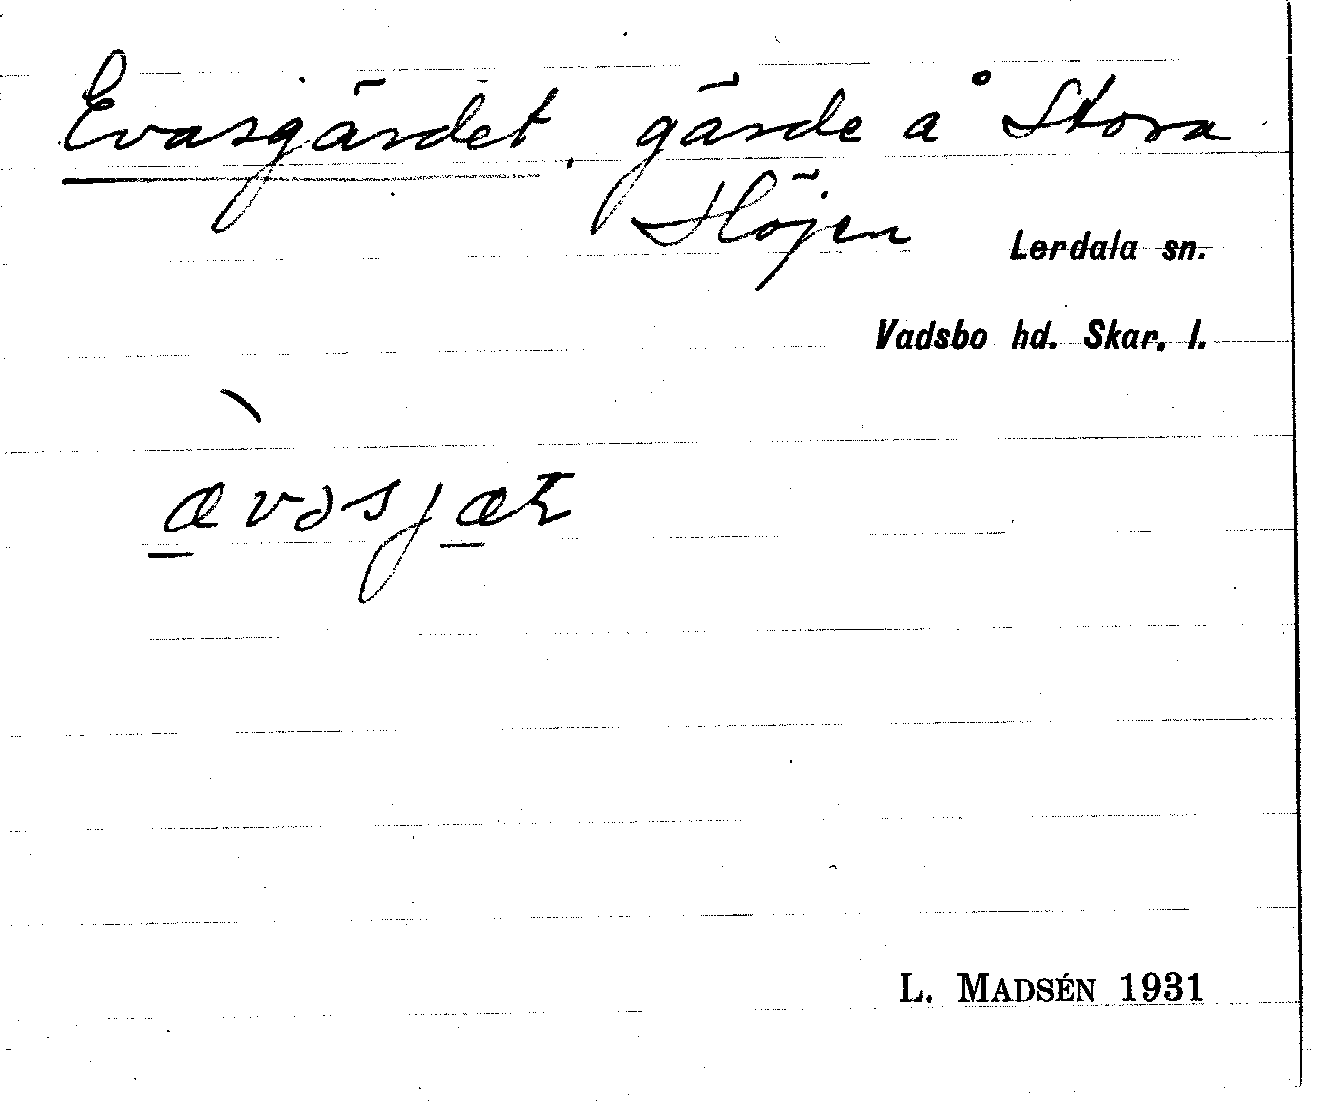 Evasgärdet, gärde å Stora
Höjen
Lerdala sn.
Vadsbo hd. Skar. l.
L. MADSÉN 1931